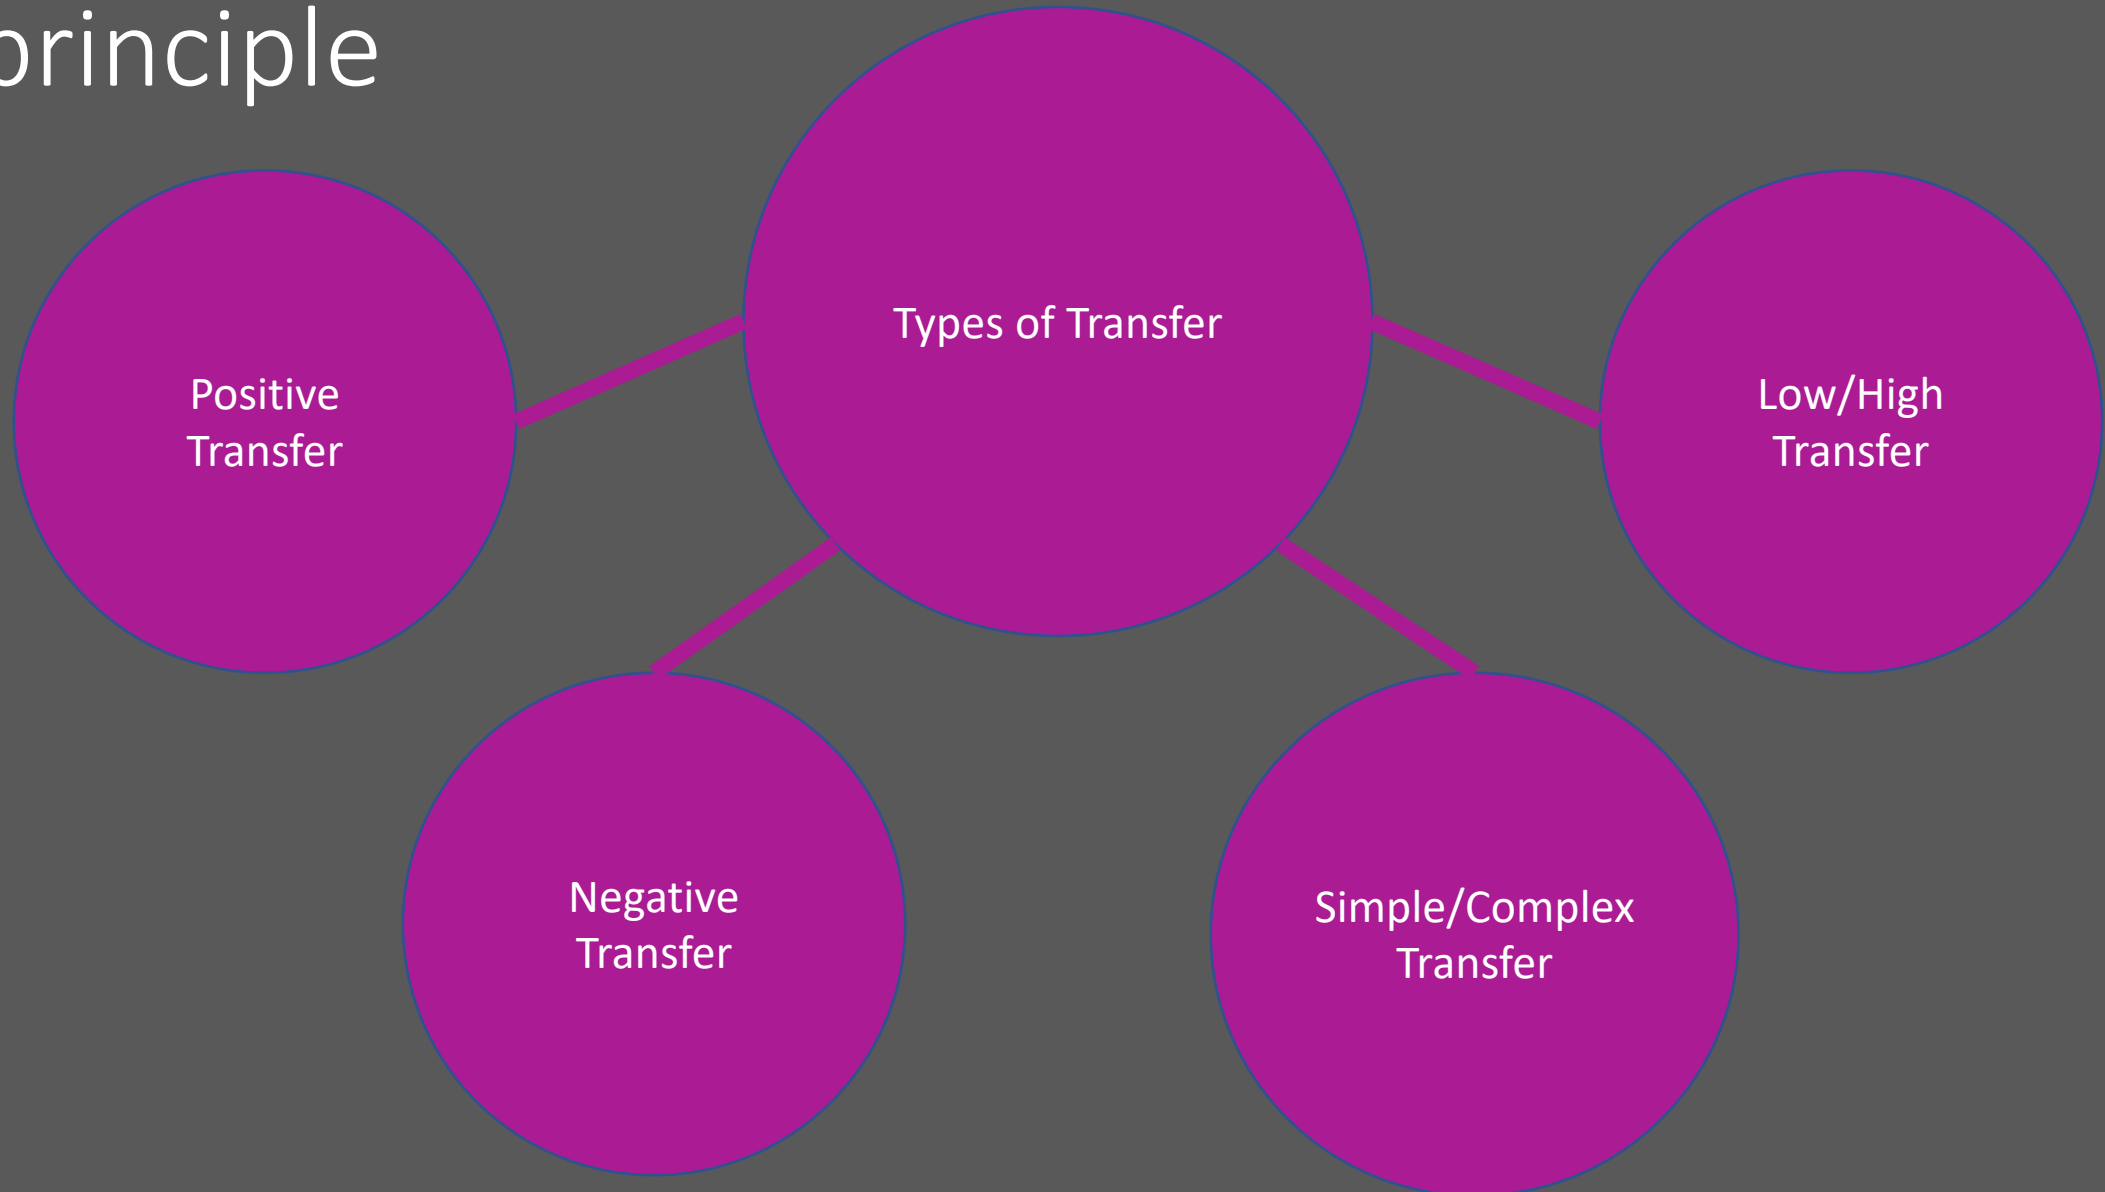 principle
Types of Transfer
Positive
Transfer
Low/High
Transfer
Negative
Transfer
Simple/Complex
Transfer